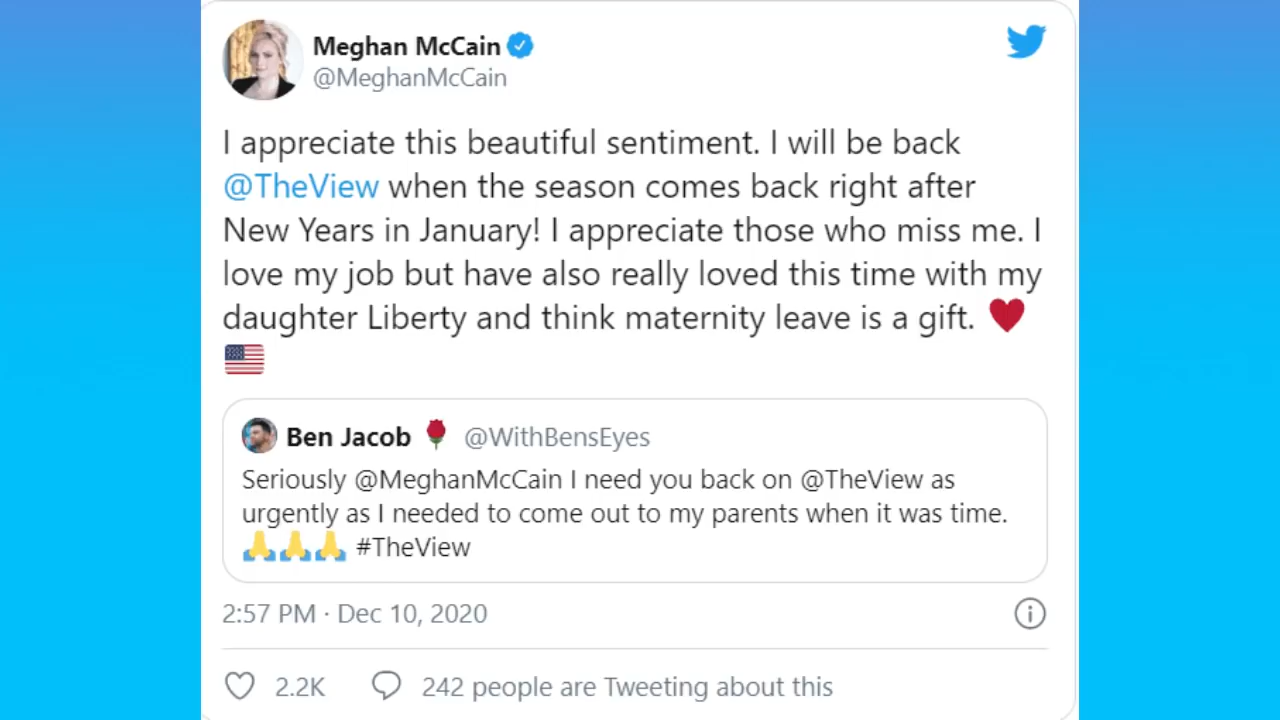 Meghan McCain
@MeghanMcCain
I appreciate this beautiful sentiment. I will be back
@TheView when the season comes back right after
New Years in January! I appreciate those who miss me. I
love my job but have also really loved this time with my
daughter Liberty and think maternity leave is a gift. ♥️
🇺🇸
Ben Jacob 🌹 @WithBensEyes
Seriously @MeghanMcCain I need you back on @TheView as
urgently as I needed to come out to my parents when it was time.
🙏🙏🙏 #TheView
2:57 PM · Dec 10, 2020
2.2K 242 people are Tweeting about this